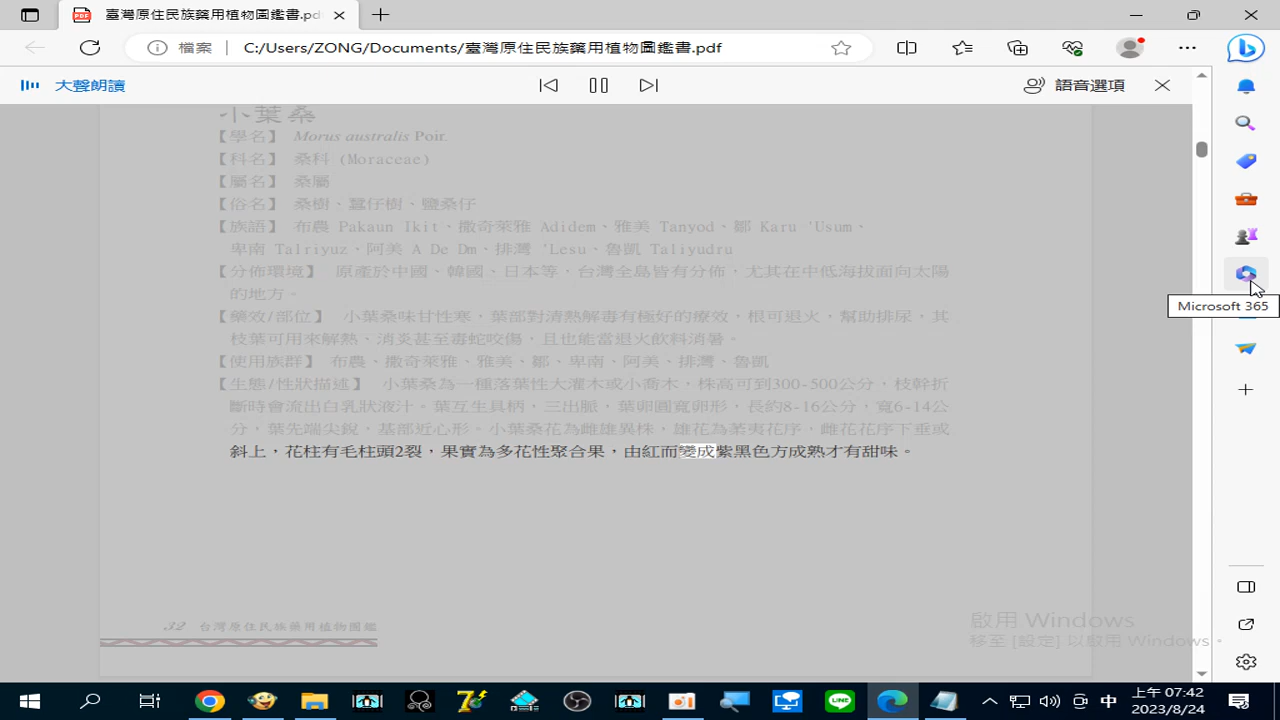 臺灣原住民族藥用植物圖鑑書.pdf
檔案
C:/Users/ZONG/Documents/臺灣原住民族藥用植物圖鑑書.pdf
大聲朗讀
語音選項
小葉桑
【學名】 Morus australis Poir.
【科名】 桑科 (Moraceae)
【屬名】 桑屬
【俗名】 桑樹、蠶仔樹、鹽桑仔
【族語】 布農 Pakaun Ikit、撒奇萊雅 Adidem、雅美 Tanyod、鄒 Karu 'Usum、
卑南 Talriyuz、阿美 A De Dm、排灣 'Lesu、魯凱 Taliyudru
【分佈環境】 原產於中國、韓國、日本等，台灣全島皆有分佈，尤其在中低海拔面向太陽
的地方。
【藥效/部位】 小葉桑味甘性寒，葉部對清熱解毒有極好的療效，根可退火，幫助排尿，其
枝葉可用來解熱、消炎甚至毒蛇咬傷，且也能當退火飲料消暑。
【使用族群】 布農、撒奇萊雅、雅美、鄒、卑南、阿美、排灣、魯凱
【生態/性狀描述】 小葉桑為一種落葉性大灌木或小喬木，株高可到300-500公分，枝幹折
斷時會流出白乳狀液汁。葉互生具柄，三出脈，葉卵圓寬卵形，長約8-16公分，寬6-14公
分，葉先端尖銳，基部近心形。小葉桑為雌雄異株，雄花為葇荑花序，雌花花序下垂或
斜上，花柱有毛柱頭2裂，果實為多花性聚合果，由紅而變成紫黑色方成熟才有甜味。
Microsoft 365
32 台灣原住民族藥用植物圖鑑
啟用 Windows
移至 [設定] 以啟用 Windows。
中
上午 07:42
2023/8/24